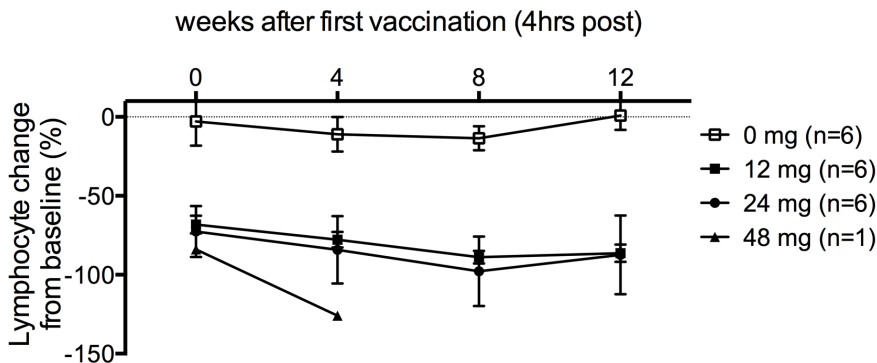 weeks after first vaccination (4hrs post)
0 4 8 12
Lymphocyte change
from baseline (%)
0
-50
-100
-150
0 mg (n=6)
12 mg (n=6)
24 mg (n=6)
48 mg (n=1)